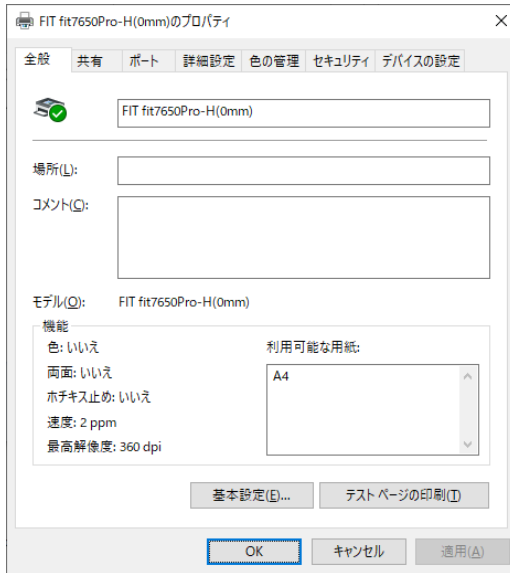 FIT fit7650Pro-H(0mm)のプロパティ
全般 共有 ポート 詳細設定 色の管理 セキュリティ デバイスの設定
FIT fit7650Pro-H(0mm)
場所(L):
コメント(C):
モデル(O): FIT fit7650Pro-H(0mm)
機能
色: いいえ 利用可能な用紙:
両面: いいえ A4
ホチキス止め: いいえ
速度: 2 ppm
最高解像度: 360 dpi
基本設定(E)... テスト ページの印刷(T)
OK キャンセル 適用(A)